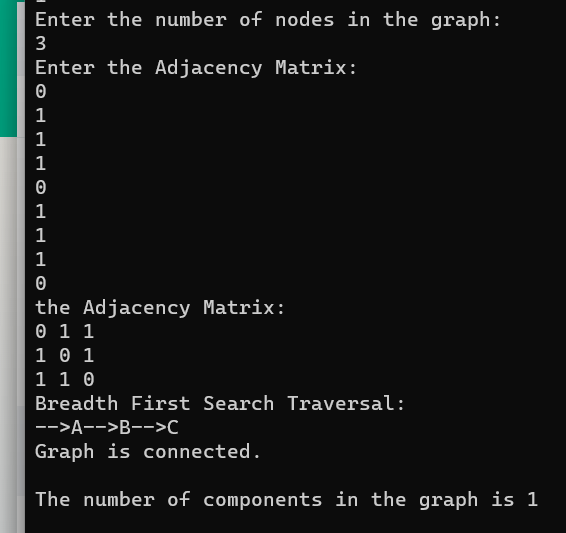 Enter the number of nodes in the graph:
3
Enter the Adjacency Matrix:
0
1
1
1
0
1
1
1
0
the Adjacency Matrix:
0 1 1
1 0 1
1 1 0
Breadth First Search Traversal:
-->A-->B-->C
Graph is connected.
The number of components in the graph is 1